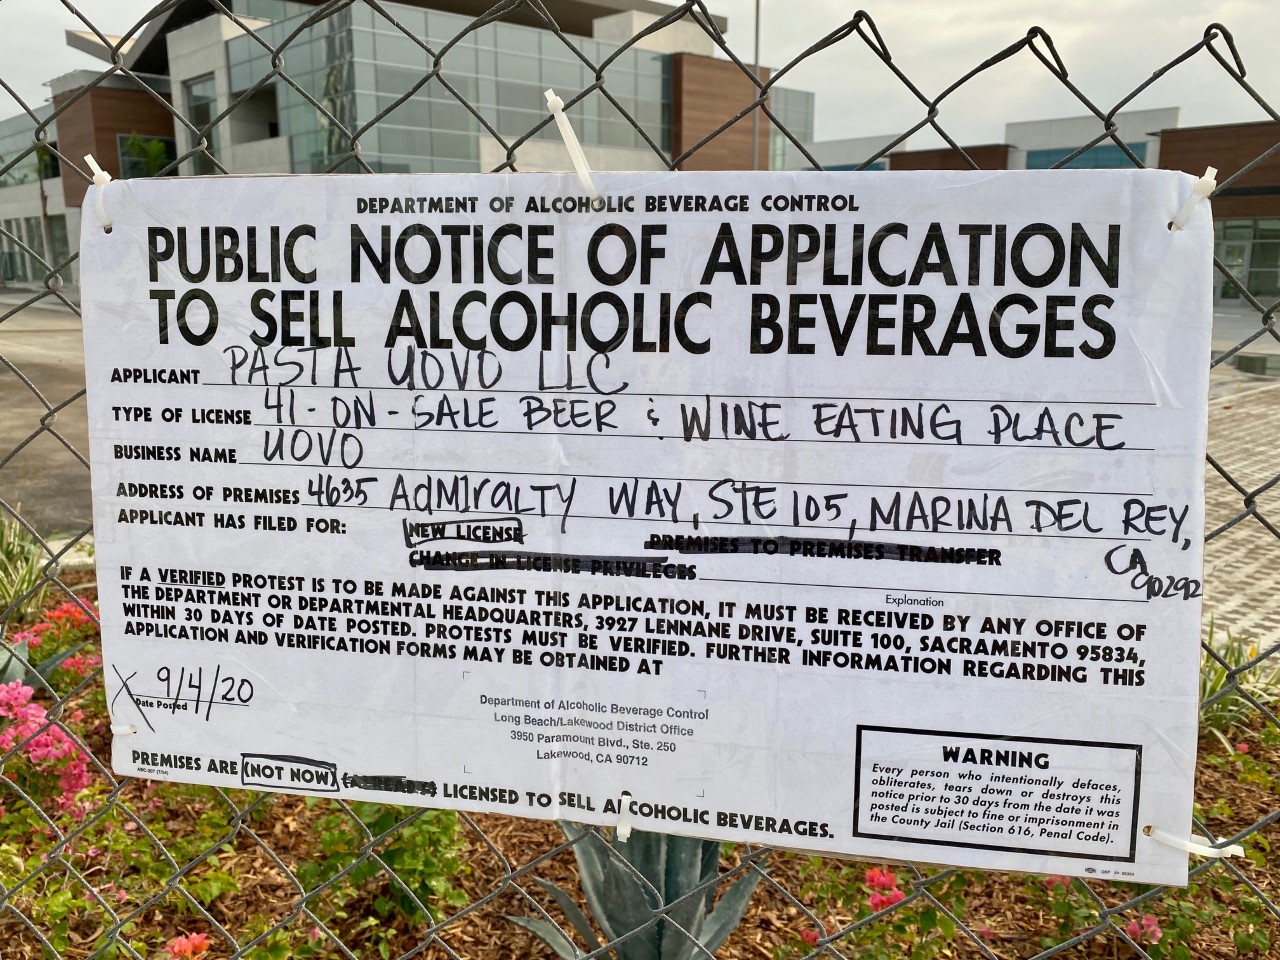 DEPARTMENT OF ALCOHOLIC BEVERAGE CONTROL
PUBLIC NOTICE OF APPLICATION
TO SELL ALCOHOLIC BEVERAGES
APPLICANT PASTA UOVO LLC
TYPE OF LICENSE 41-ON-SALE BEER & WINE EATING PLACE
BUSINESS NAME UOVO
ADDRESS OF PREMISES 4635 ADMIRALTY WAY, STE 105, MARINA DEL REY,
CA
90292
APPLICANT HAS FILED FOR: NEW LICENSE PREMISES TO PREMISES TRANSFER
CHANGE IN LICENSE PRIVILEGES
Explanation
IF A VERIFIED PROTEST IS TO BE MADE AGAINST THIS APPLICATION, IT MUST BE RECEIVED BY ANY OFFICE OF
THE DEPARTMENT OR DEPARTMENTAL HEADQUARTERS, 3927 LENNANE DRIVE, SUITE 100, SACRAMENTO 95834,
WITHIN 30 DAYS OF DATE POSTED. PROTESTS MUST BE VERIFIED. FURTHER INFORMATION REGARDING THIS
APPLICATION AND VERIFICATION FORMS MAY BE OBTAINED AT
X 9/4/20
Date Posted
Department of Alcoholic Beverage Control
Long Beach/Lakewood District Office
3950 Paramount Blvd., Ste. 250
Lakewood, CA 90712
PREMISES ARE (NOT NOW) (ALREADY) LICENSED TO SELL ALCOHOLIC BEVERAGES.
ABC-207 (7/04)
WARNING
Every person who intentionally defaces,
obliterates, tears down or destroys this
notice prior to 30 days from the date it was
posted is subject to fine or imprisonment in
the County Jail (Section 616, Penal Code).